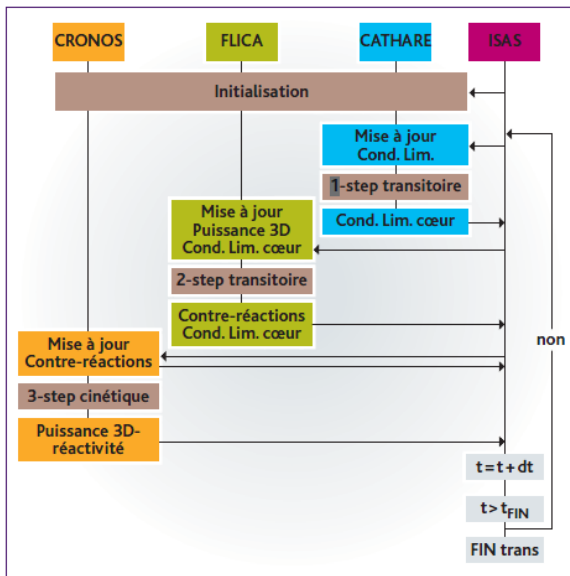 CRONOS FLICA CATHARE ISAS
Initialisation
Mise à jour
Cond. Lim.
1-step transitoire
Cond. Lim. cœur
Mise à jour
Puissance 3D
Cond. Lim. cœur
2-step transitoire
Contre-réactions
Cond. Lim. cœur
non
Mise à jour
Contre-réactions
3-step cinétique
Puissance 3D-
réactivité
t=t+dt
t>tFIN
FIN trans